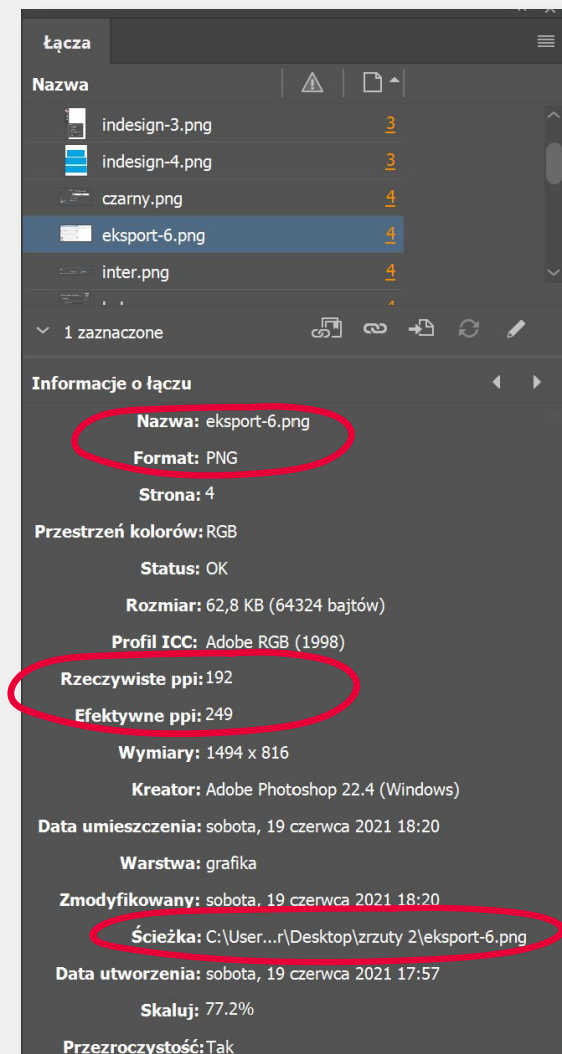 Łącza
Nazwa
indesign-3.png 3
indesign-4.png 3
czarny.png 4
eksport-6.png 4
inter.png 4
1 zaznaczone
Informacje o łączu
Nazwa: eksport-6.png
Format: PNG
Strona: 4
Przestrzeń kolorów: RGB
Status: OK
Rozmiar: 62,8 KB (64324 bajtów)
Profil ICC: Adobe RGB (1998)
Rzeczywiste ppi: 192
Efektywne ppi: 249
Wymiary: 1494 x 816
Kreator: Adobe Photoshop 22.4 (Windows)
Data umieszczenia: sobota, 19 czerwca 2021 18:20
Warstwa: grafika
Zmodyfikowany: sobota, 19 czerwca 2021 18:20
Ścieżka: C:\User...r\Desktop\zrzuty 2\eksport-6.png
Data utworzenia: sobota, 19 czerwca 2021 17:57
Skaluj: 77.2%
Przezroczystość: Tak